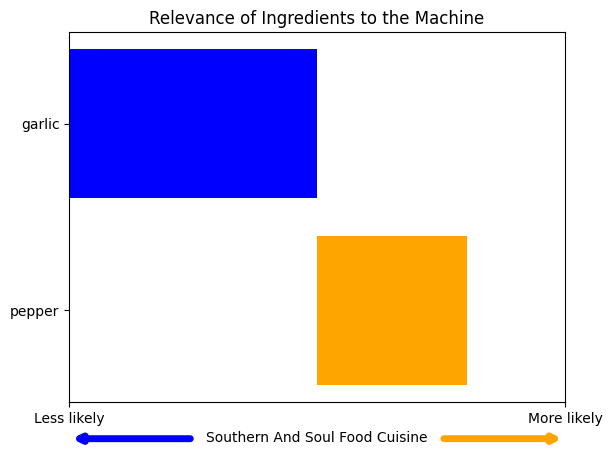 Relevance of Ingredients to the Machine
garlic
pepper
Less likely
More likely
Southern And Soul Food Cuisine